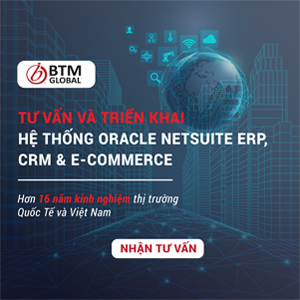 BTM
GLOBAL
TƯ VẤN VÀ TRIỂN KHAI
HỆ THỐNG ORACLE NETSUITE ERP,
CRM & E-COMMERCE
Hơn 16 năm kinh nghiệm thị trường
Quốc Tế và Việt Nam
NHẬN TƯ VẤN